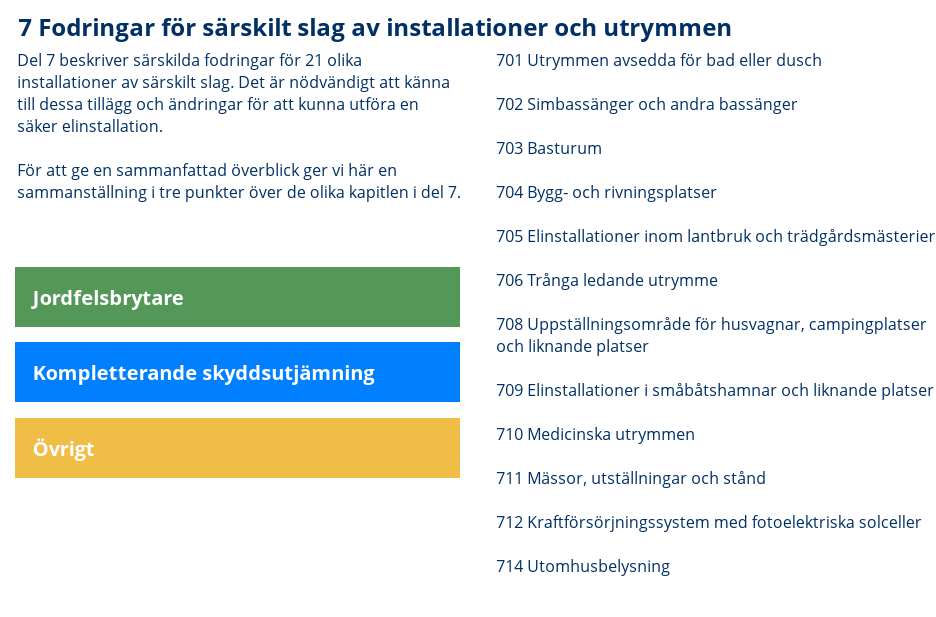 7 Fodringar för särskilt slag av installationer och utrymmen
Del 7 beskriver särskilda fodringar för 21 olika
installationer av särskilt slag. Det är nödvändigt att känna
till dessa tillägg och ändringar för att kunna utföra en
säker elinstallation.
För att ge en sammanfattad överblick ger vi här en
sammanställning i tre punkter över de olika kapitlen i del 7.
Jordfelsbrytare
Kompletterande skyddsutjämning
Övrigt
701 Utrymmen avsedda för bad eller dusch
702 Simbassänger och andra bassänger
703 Basturum
704 Bygg- och rivningsplatser
705 Elinstallationer inom lantbruk och trädgårdsmästerier
706 Trånga ledande utrymme
708 Uppställningsområde för husvagnar, campingplatser
och liknande platser
709 Elinstallationer i småbåtshamnar och liknande platser
710 Medicinska utrymmen
711 Mässor, utställningar och stånd
712 Kraftförsörjningssystem med fotoelektriska solceller
714 Utomhusbelysning